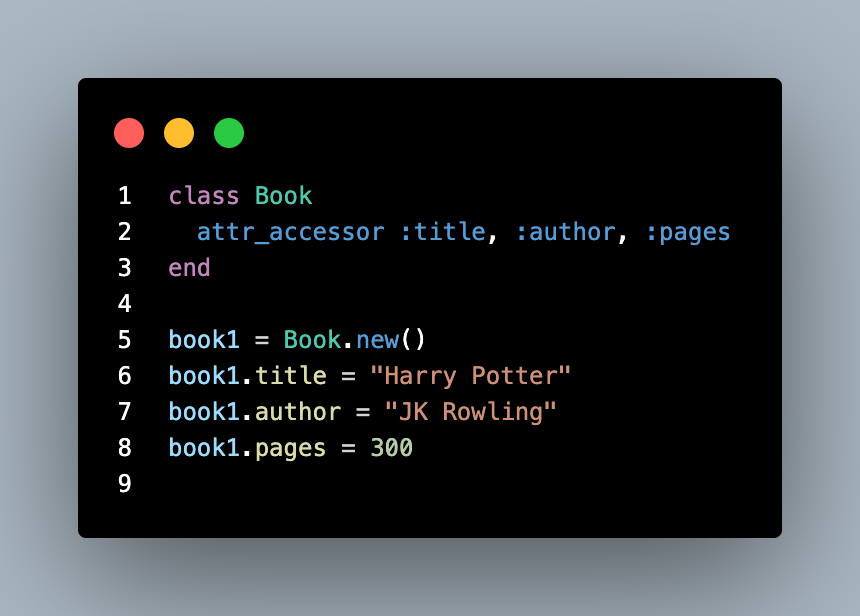 1 class Book
2   attr_accessor :title, :author, :pages
3 end
4
5 book1 = Book.new()
6 book1.title = "Harry Potter"
7 book1.author = "JK Rowling"
8 book1.pages = 300
9